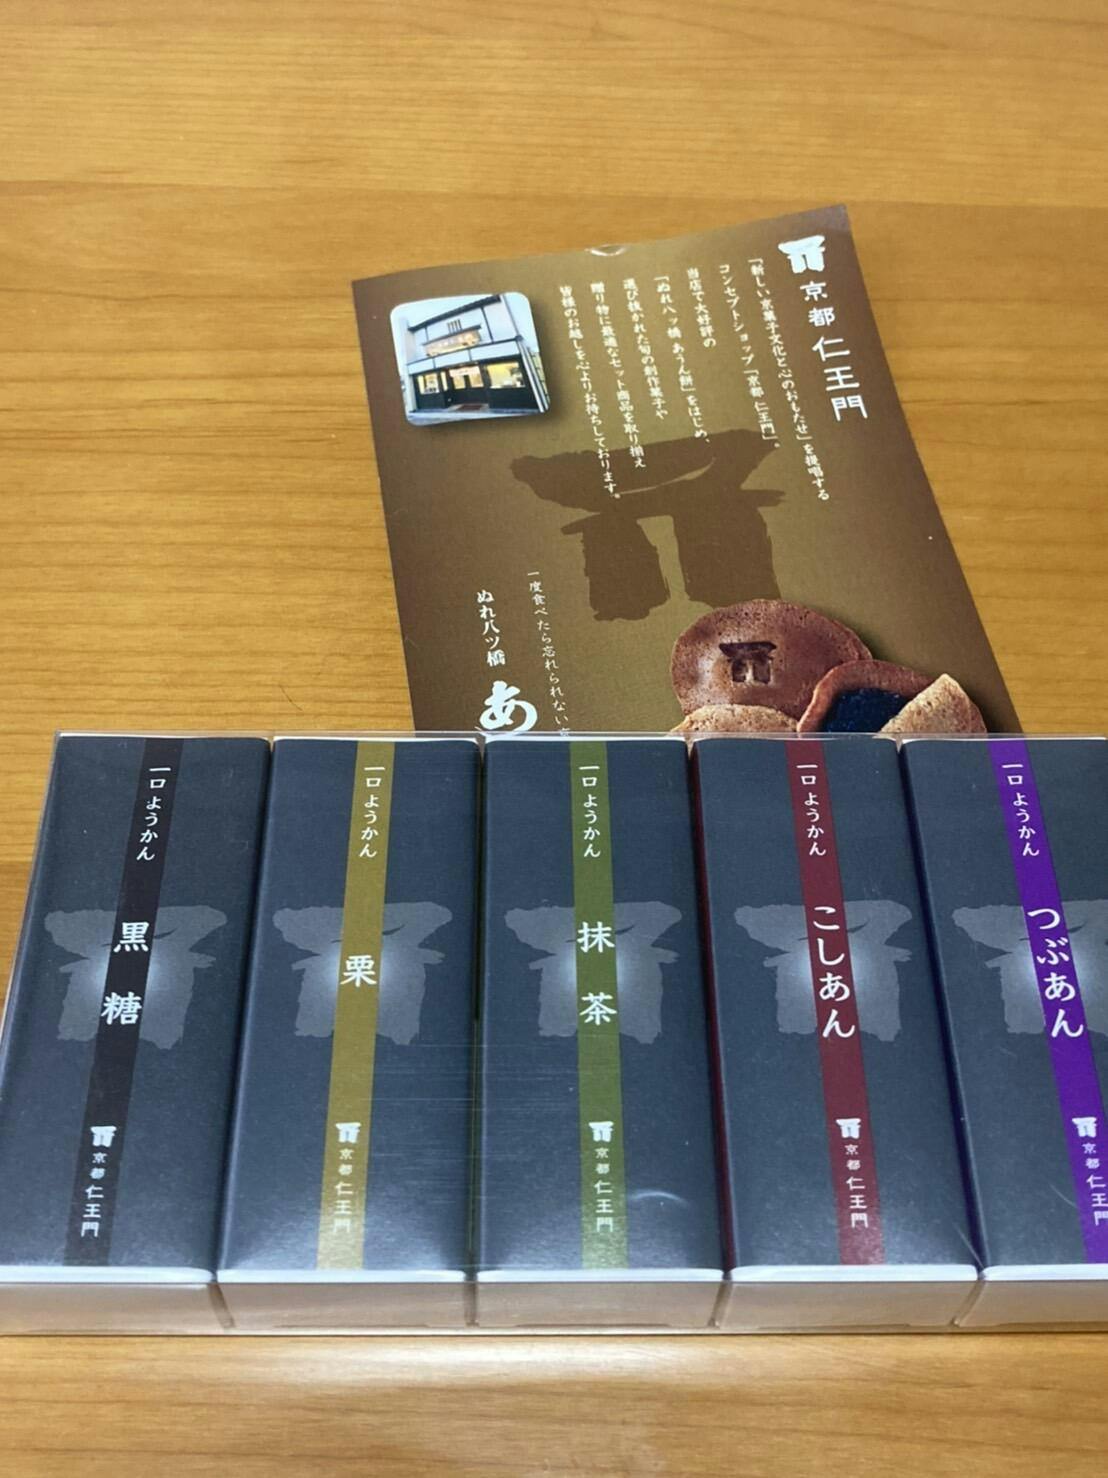 京都仁王門
「新しい京菓子文化と心のおもたせ」を提唱する
コンセプトショップ「京都 仁王門」。
当店で大好評の
「ぬれ八ッ橋 あうん餅」をはじめ、
選び抜かれた旬の創作菓子や
贈り物に最適なセット商品を取り揃え
皆様のお越しを心よりお待ちしております。
一度食べたら忘れられない
ぬれ八ッ橋
あ
一口ようかん
黒糖
京都仁王門
一口ようかん
栗
京都仁王門
一口ようかん
抹茶
京都仁王門
一口ようかん
こしあん
京都仁王門
一口ようかん
つぶあん
京都仁王門